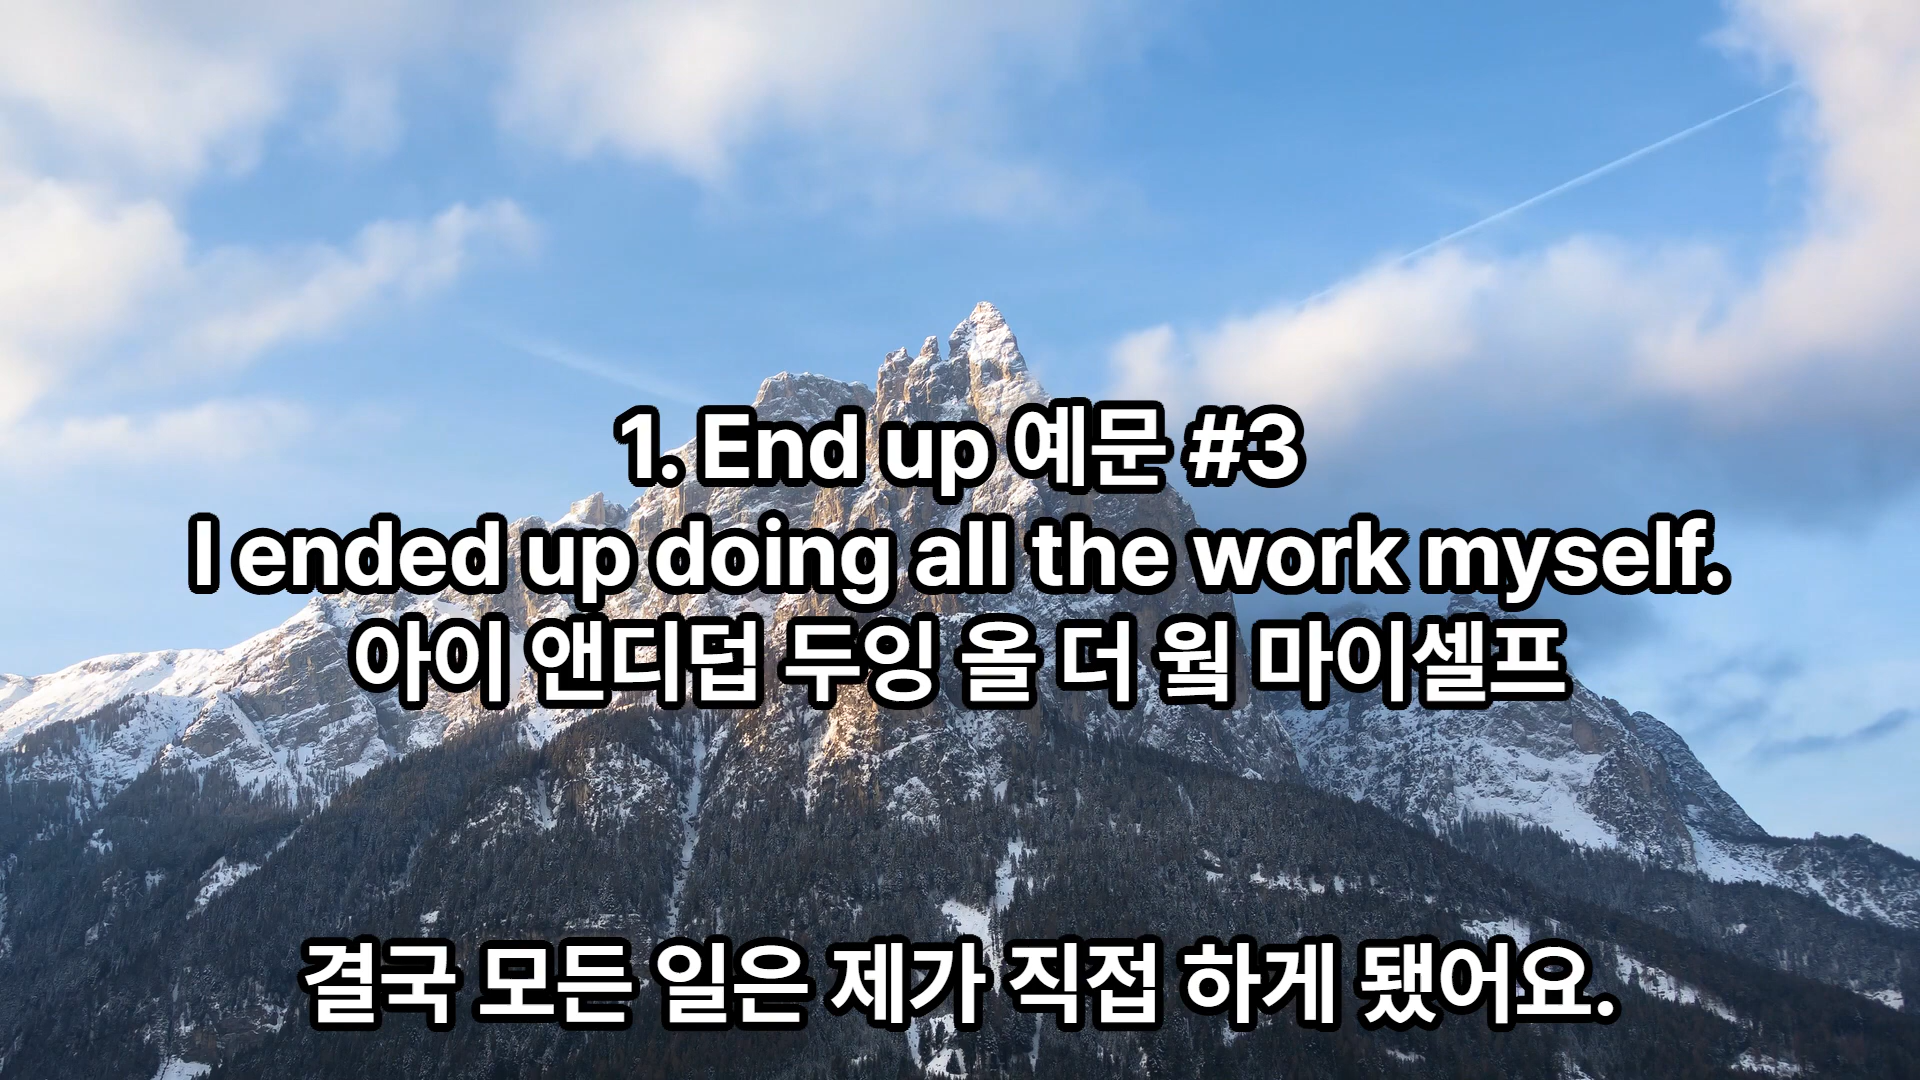 1. End up 예문 #3
I ended up doing all the work myself.
아이 앤디덥 두잉 올 더 웤 마이셀프
결국 모든 일은 제가 직접 하게 됐어요.